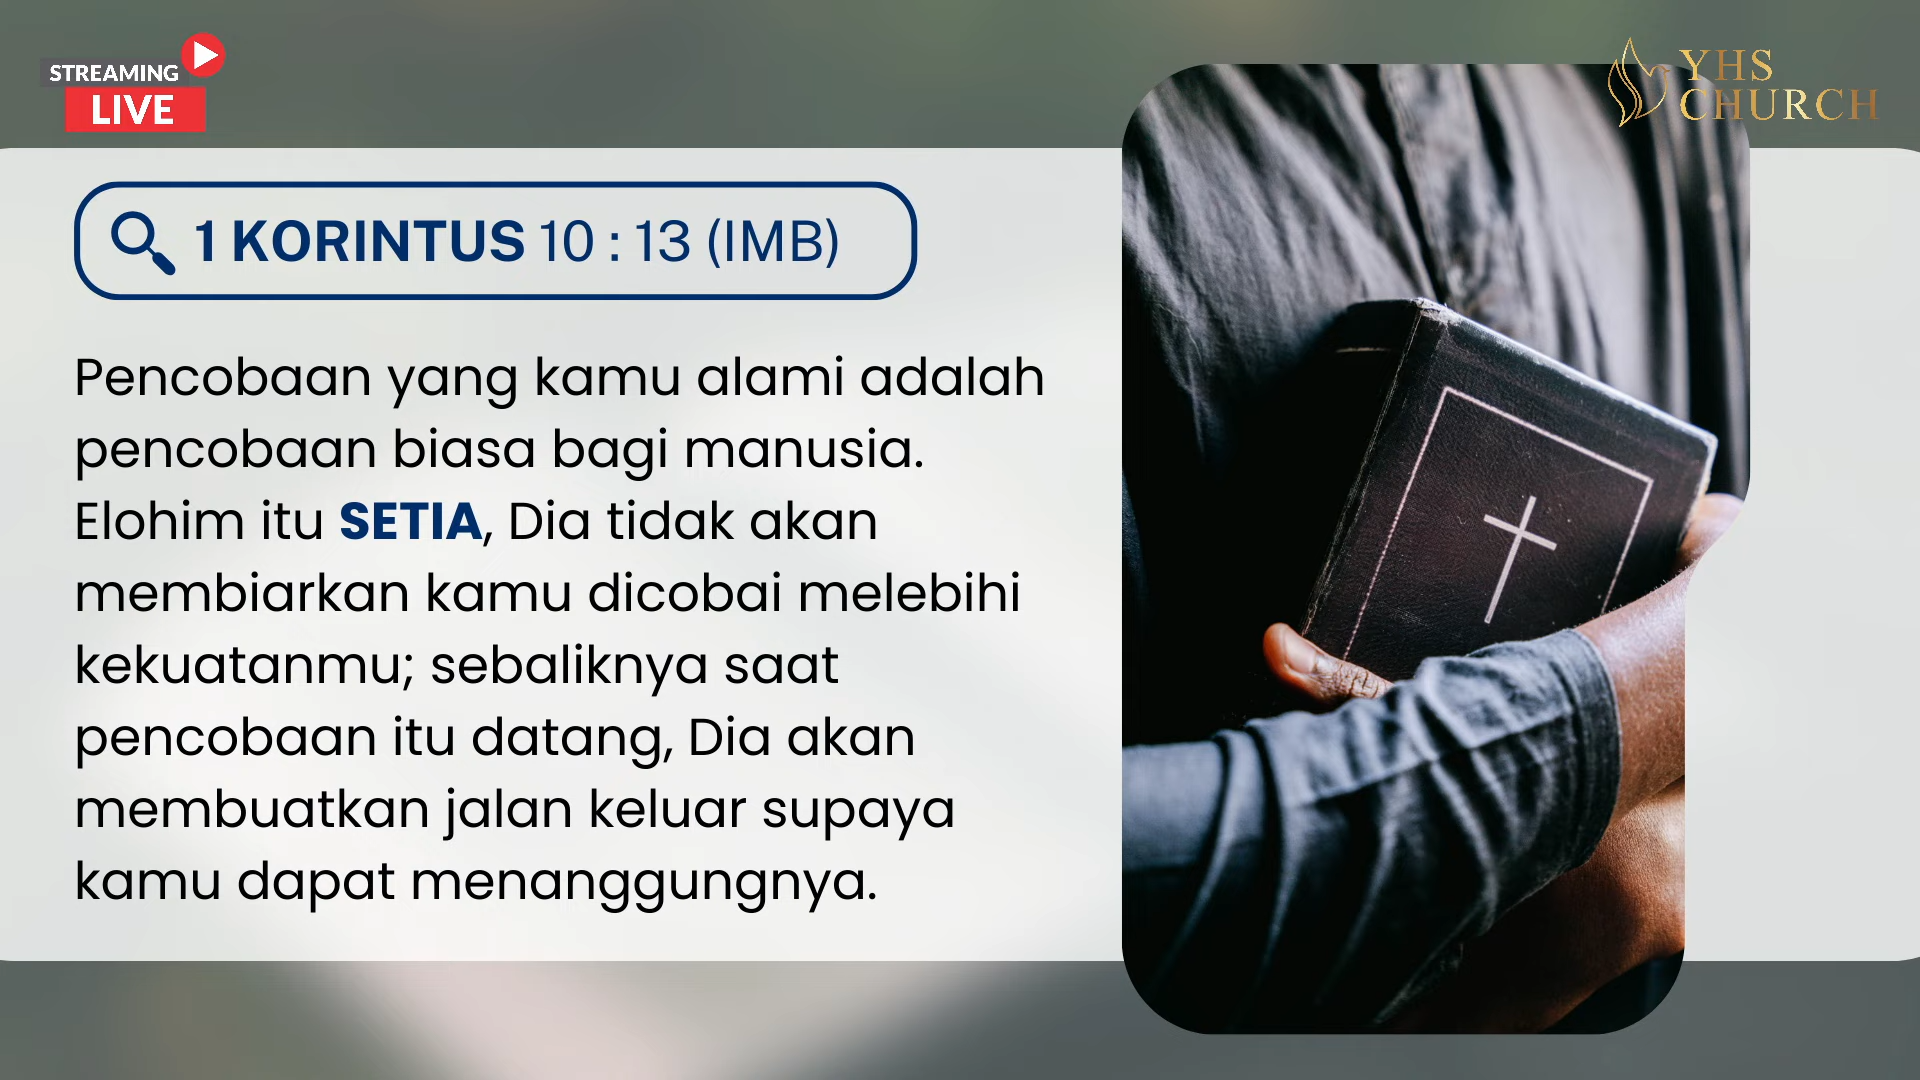 STREAMING
LIVE
YHS
CHURCH
1 KORINTUS 10 : 13 (IMB)
Pencobaan yang kamu alami adalah
pencobaan biasa bagi manusia.
Elohim itu SETIA, Dia tidak akan
membiarkan kamu dicobai melebihi
kekuatanmu; sebaliknya saat
pencobaan itu datang, Dia akan
membuatkan jalan keluar supaya
kamu dapat menanggungnya.